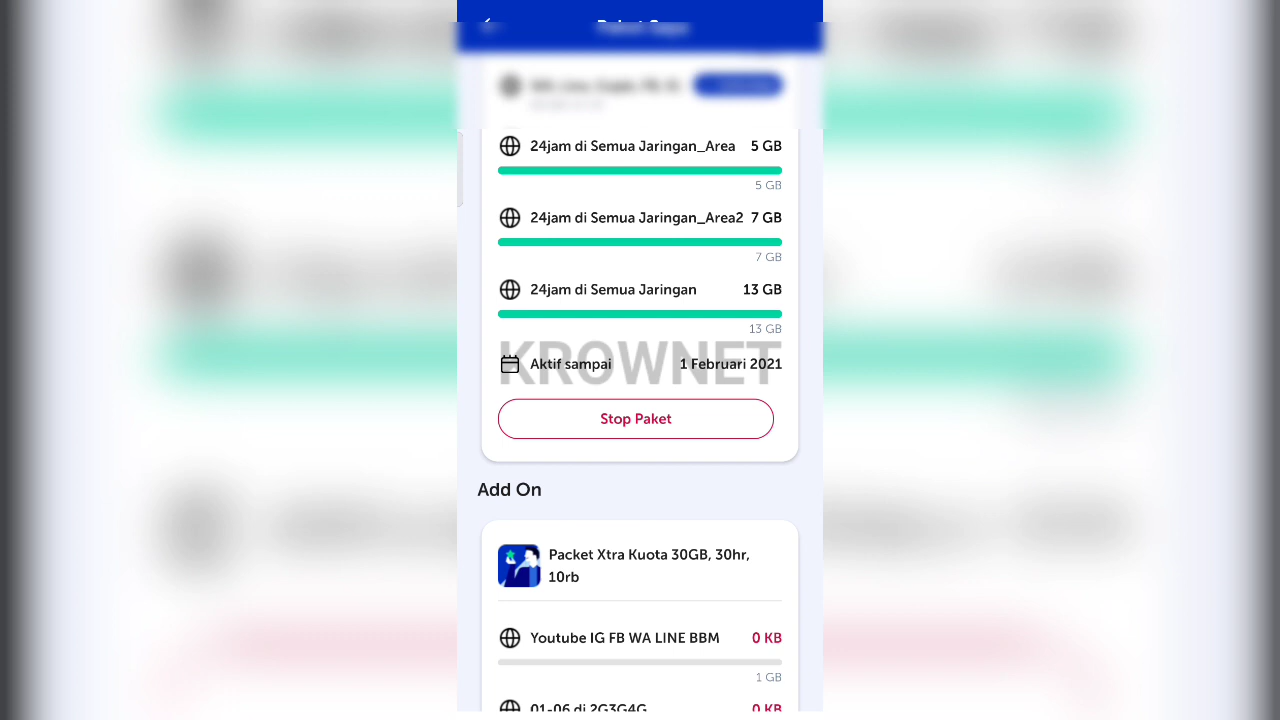 24jam di Semua Jaringan_Area 5 GB
5 GB
24jam di Semua Jaringan_Area2 7 GB
7 GB
24jam di Semua Jaringan 13 GB
13 GB
KROWNET
Aktif sampai 1 Februari 2021
Stop Paket
Add On
Packet Xtra Kuota 30GB, 30hr,
10rb
Youtube IG FB WA LINE BBM 0 KB
1 GB
01-06 di 2G3G4G 0 KB